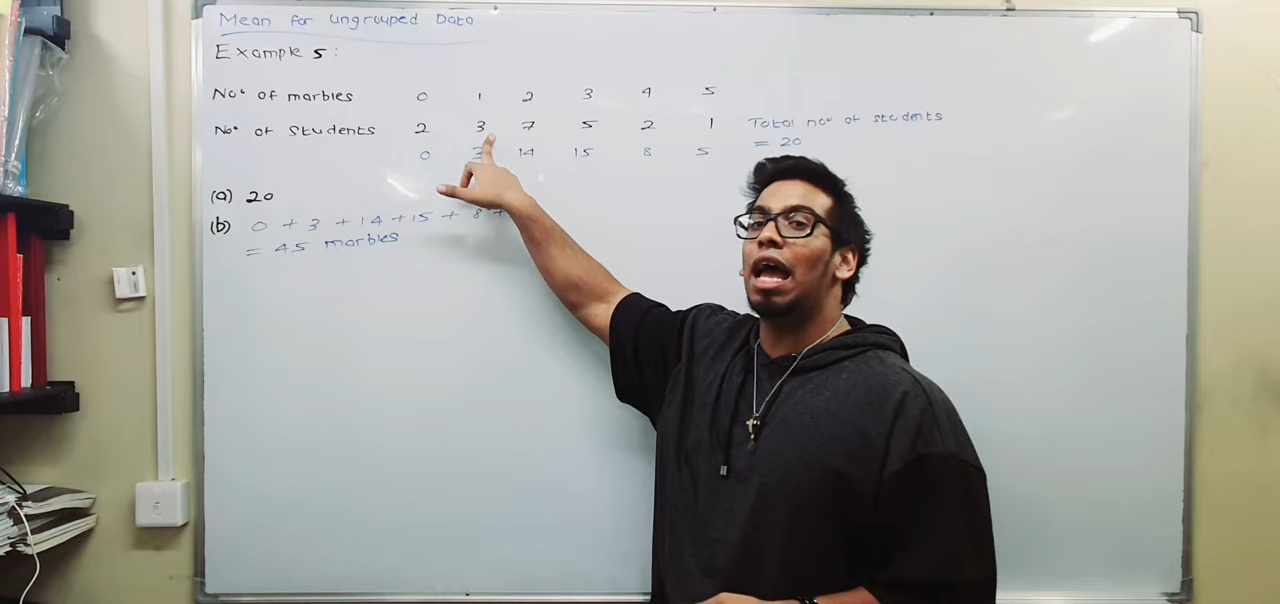 Mean for Ungrouped Data
Example 5:
No° of marbles 0 1 2 3 4 5
No° of Students 2 3 7 5 2 1 Total no° of students
0 3 14 15 8 5 = 20
(a) 20
(b) 0 + 3 + 14 + 15 + 8 +
= 45 marbles